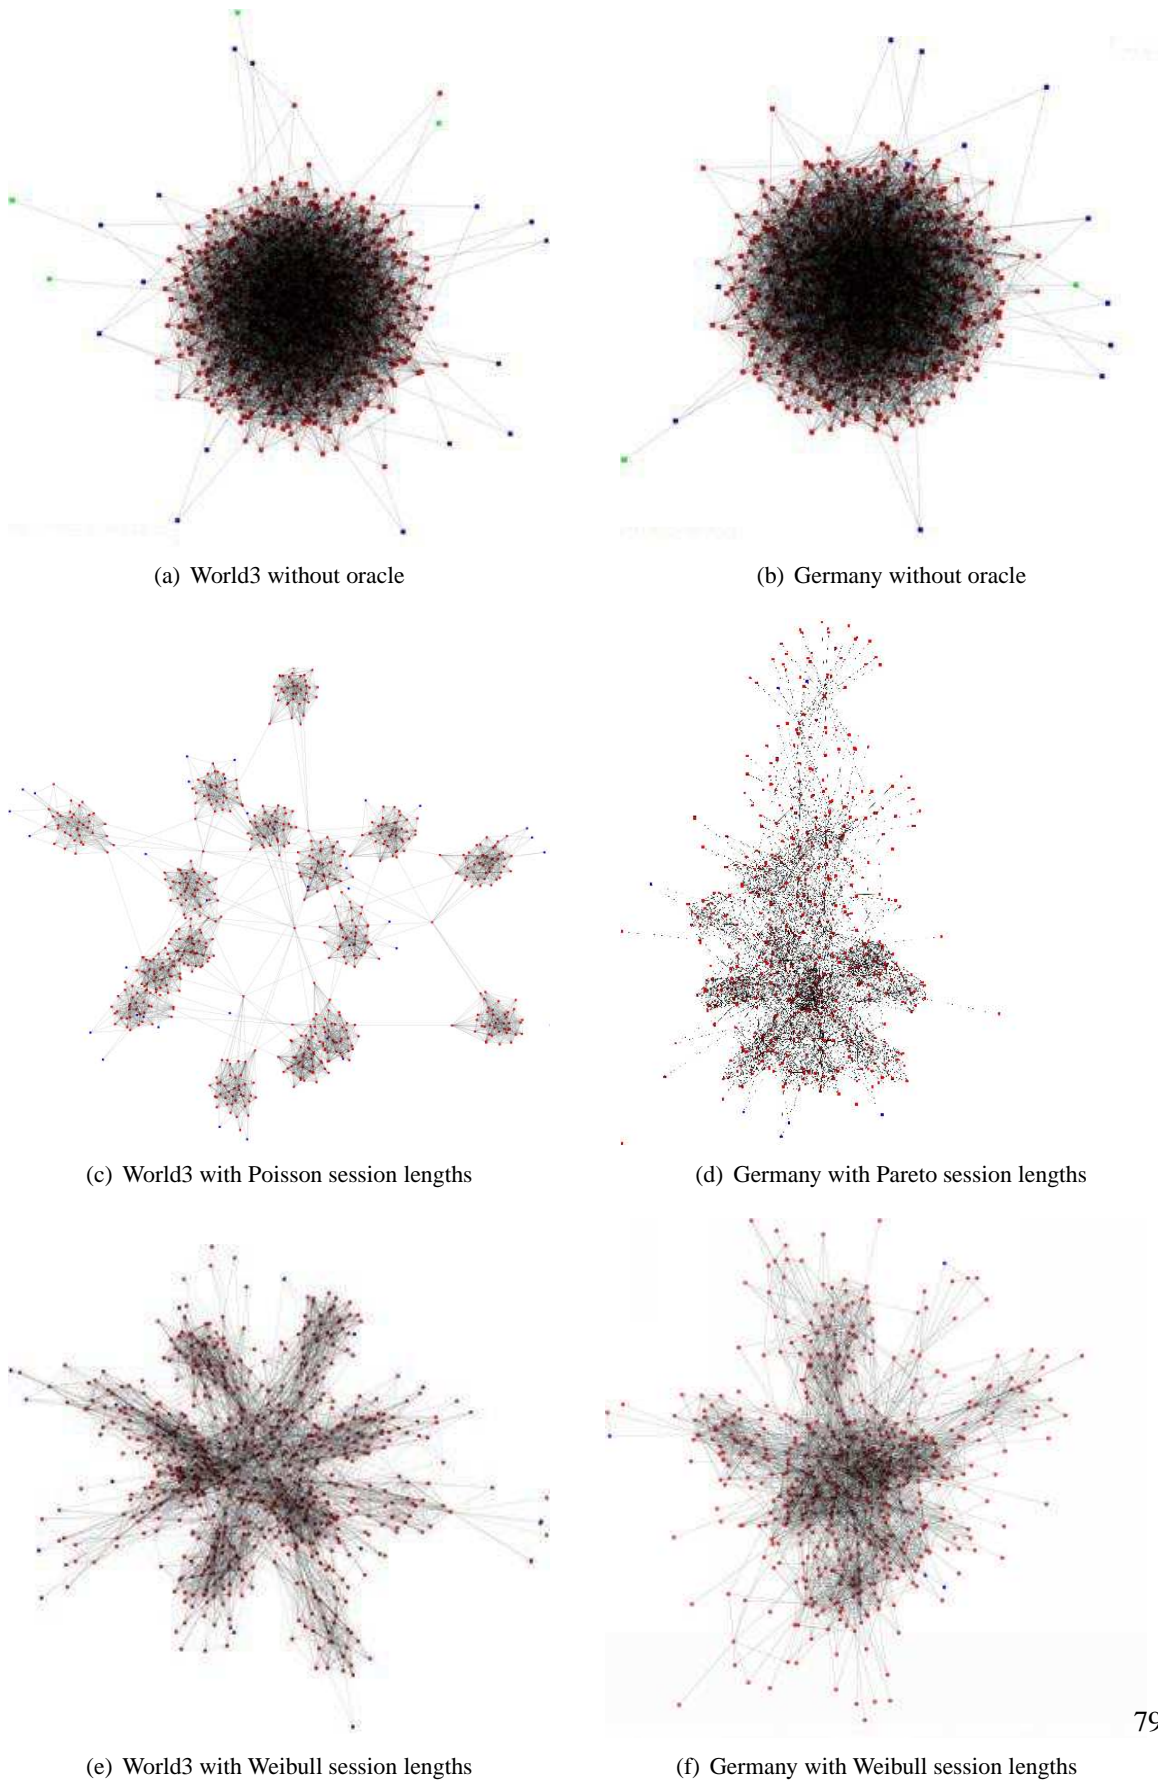 (a) World3 without oracle
(b) Germany without oracle
(c) World3 with Poisson session lengths
(d) Germany with Pareto session lengths
79
(e) World3 with Weibull session lengths
(f) Germany with Weibull session lengths